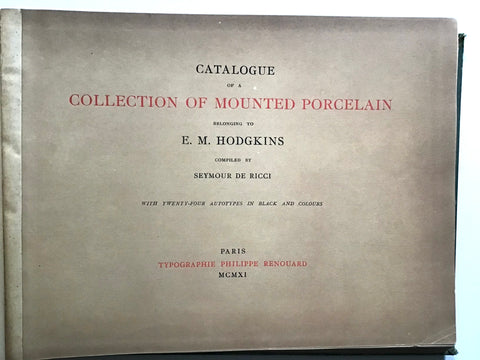 CATALOGUE
OF A
COLLECTION OF MOUNTED PORCELAIN
BELONGING TO
E. M. HODGKINS
COMPILED BY
SEYMOUR DE RICCI
WITH TWENTY-FOUR AUTOTYPES IN BLACK AND COLOURS
PARIS
TYPOGRAPHIE PHILIPPE RENOUARD
MCMXI